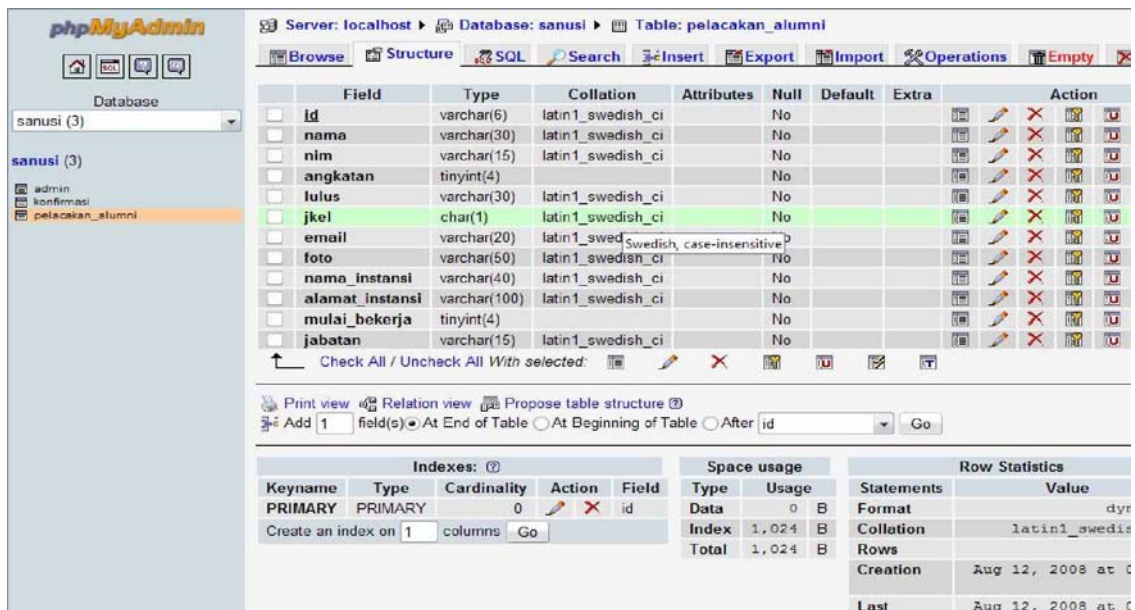 phpMyAdmin
Database
sanusi (3)
sanusi (3)
admin
konfirmasi
pelacakan_alumni
Server: localhost Database: sanusi Table: pelacakan_alumni
Browse Structure SQL Search Insert Export Import Operations Empty
Field Type Collation Attributes Null Default Extra Action
id varchar(6) latin1_swedish_ci No
nama varchar(30) latin1_swedish_ci No
nim varchar(15) latin1_swedish_ci No
angkatan tinyint(4) No
lulus varchar(30) latin1_swedish_ci No
jkel char(1) latin1_swedish_ci No
email varchar(20) latin1_swed
Swedish, case-insensitive
foto varchar(50) latin1_swedish_ci No
nama_instansi varchar(40) latin1_swedish_ci No
alamat_instansi varchar(100) latin1_swedish_ci No
mulai_bekerja tinyint(4) No
jabatan varchar(15) latin1_swedish_ci No
Check All / Uncheck All With selected:
Print view Relation view Propose table structure
Add 1 field(s) At End of Table At Beginning of Table After id Go
Indexes:
Keyname Type Cardinality Action Field
PRIMARY PRIMARY 0 id
Create an index on 1 columns Go
Space usage
Type Usage
Data 0 B
Index 1,024 B
Total 1,024 B
Row Statistics
Statements Value
Format dyn
Collation latin1_swedis
Rows
Creation Aug 12, 2008 at 0
Last Aug 12, 2008 at 0